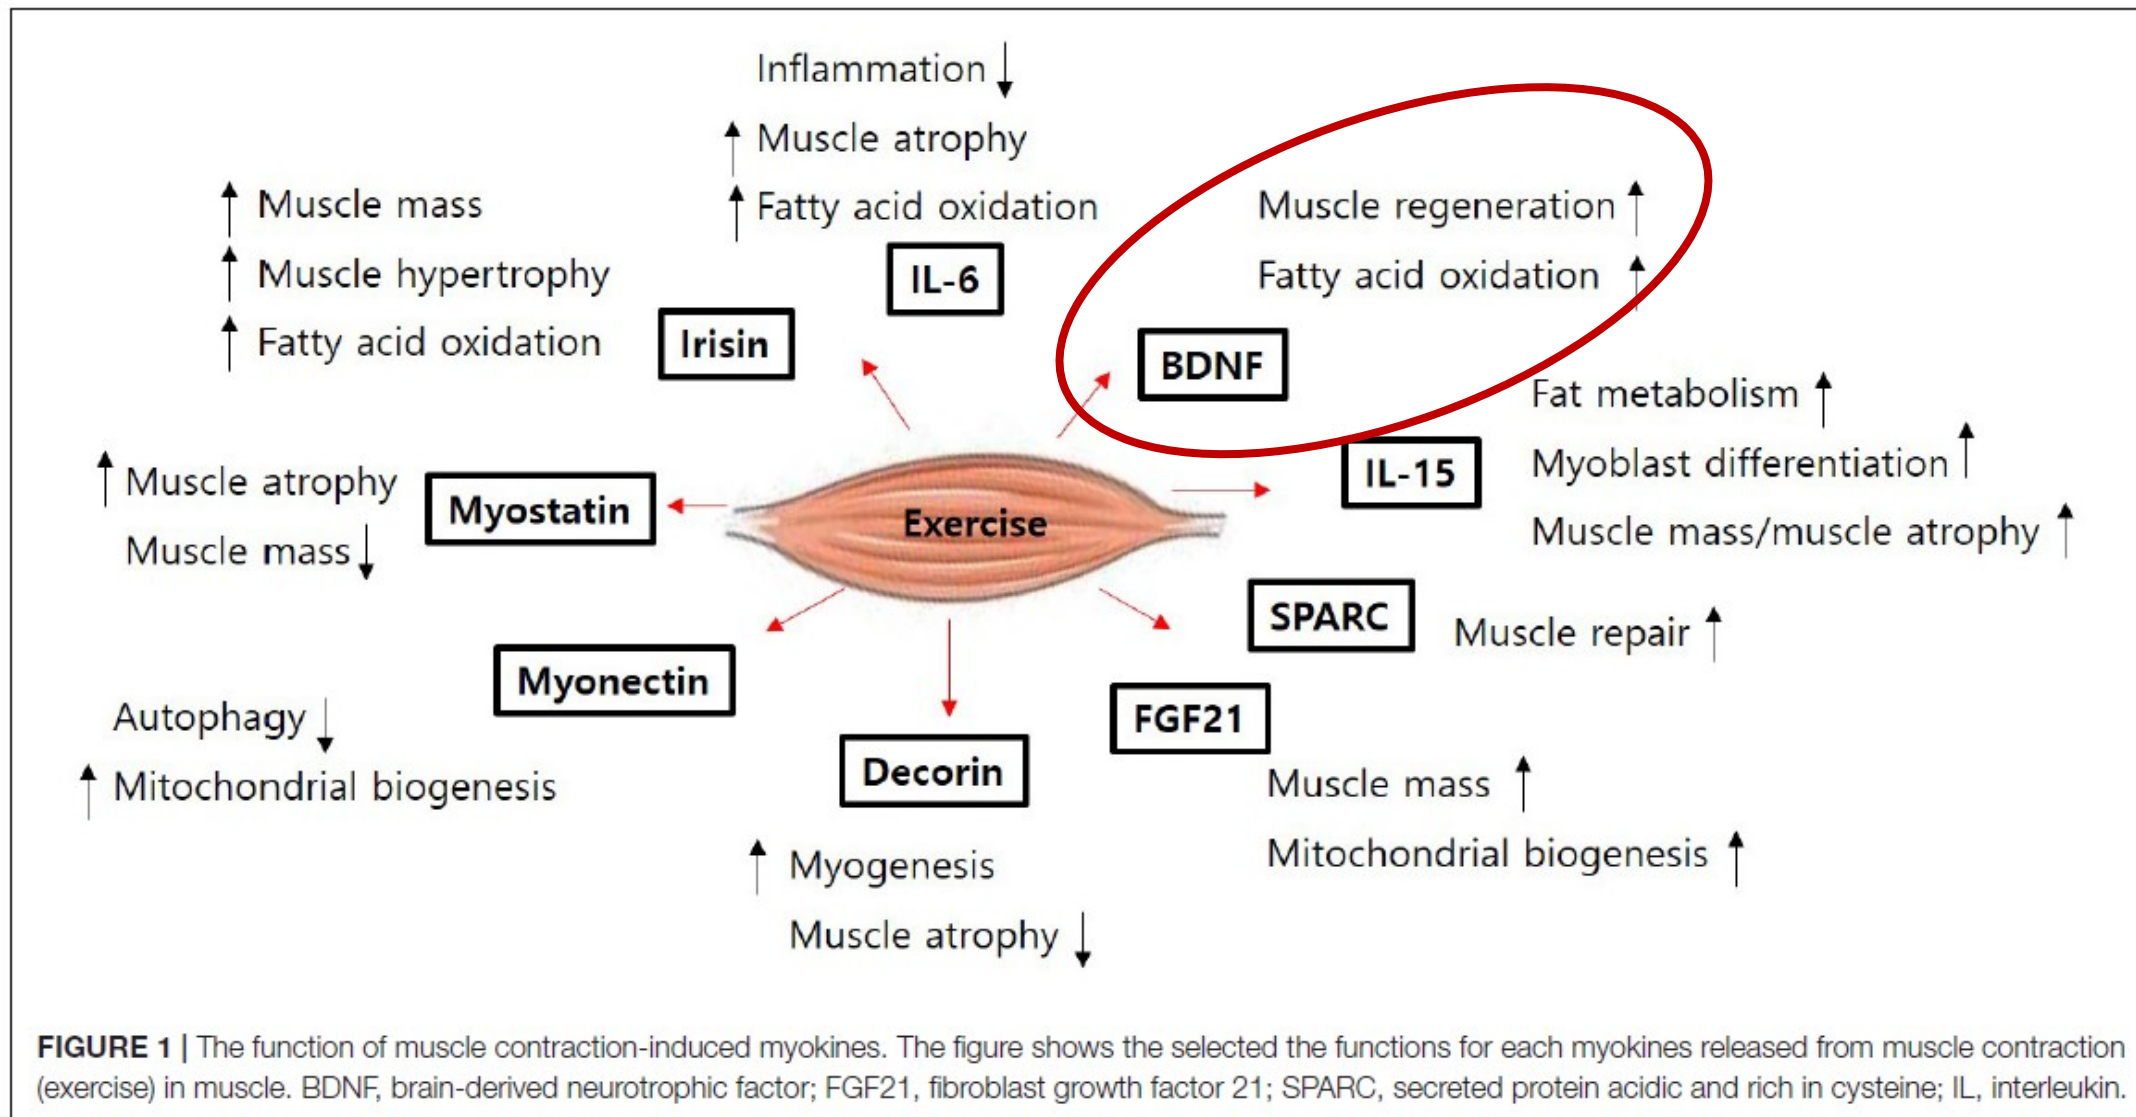 Inflammation ↓
↑ Muscle atrophy
↑ Fatty acid oxidation
IL-6
↑ Muscle mass
↑ Muscle hypertrophy
↑ Fatty acid oxidation
Irisin
Muscle regeneration ↑
Fatty acid oxidation ↑
BDNF
Fat metabolism ↑
Myoblast differentiation ↑
Muscle mass/muscle atrophy ↑
IL-15
↑ Muscle atrophy
Muscle mass ↓
Myostatin
Exercise
SPARC
Muscle repair ↑
Myonectin
Autophagy ↓
↑ Mitochondrial biogenesis
FGF21
Muscle mass ↑
Mitochondrial biogenesis ↑
Decorin
↑ Myogenesis
Muscle atrophy ↓
FIGURE 1 | The function of muscle contraction-induced myokines. The figure shows the selected the functions for each myokines released from muscle contraction
(exercise) in muscle. BDNF, brain-derived neurotrophic factor; FGF21, fibroblast growth factor 21; SPARC, secreted protein acidic and rich in cysteine; IL, interleukin.